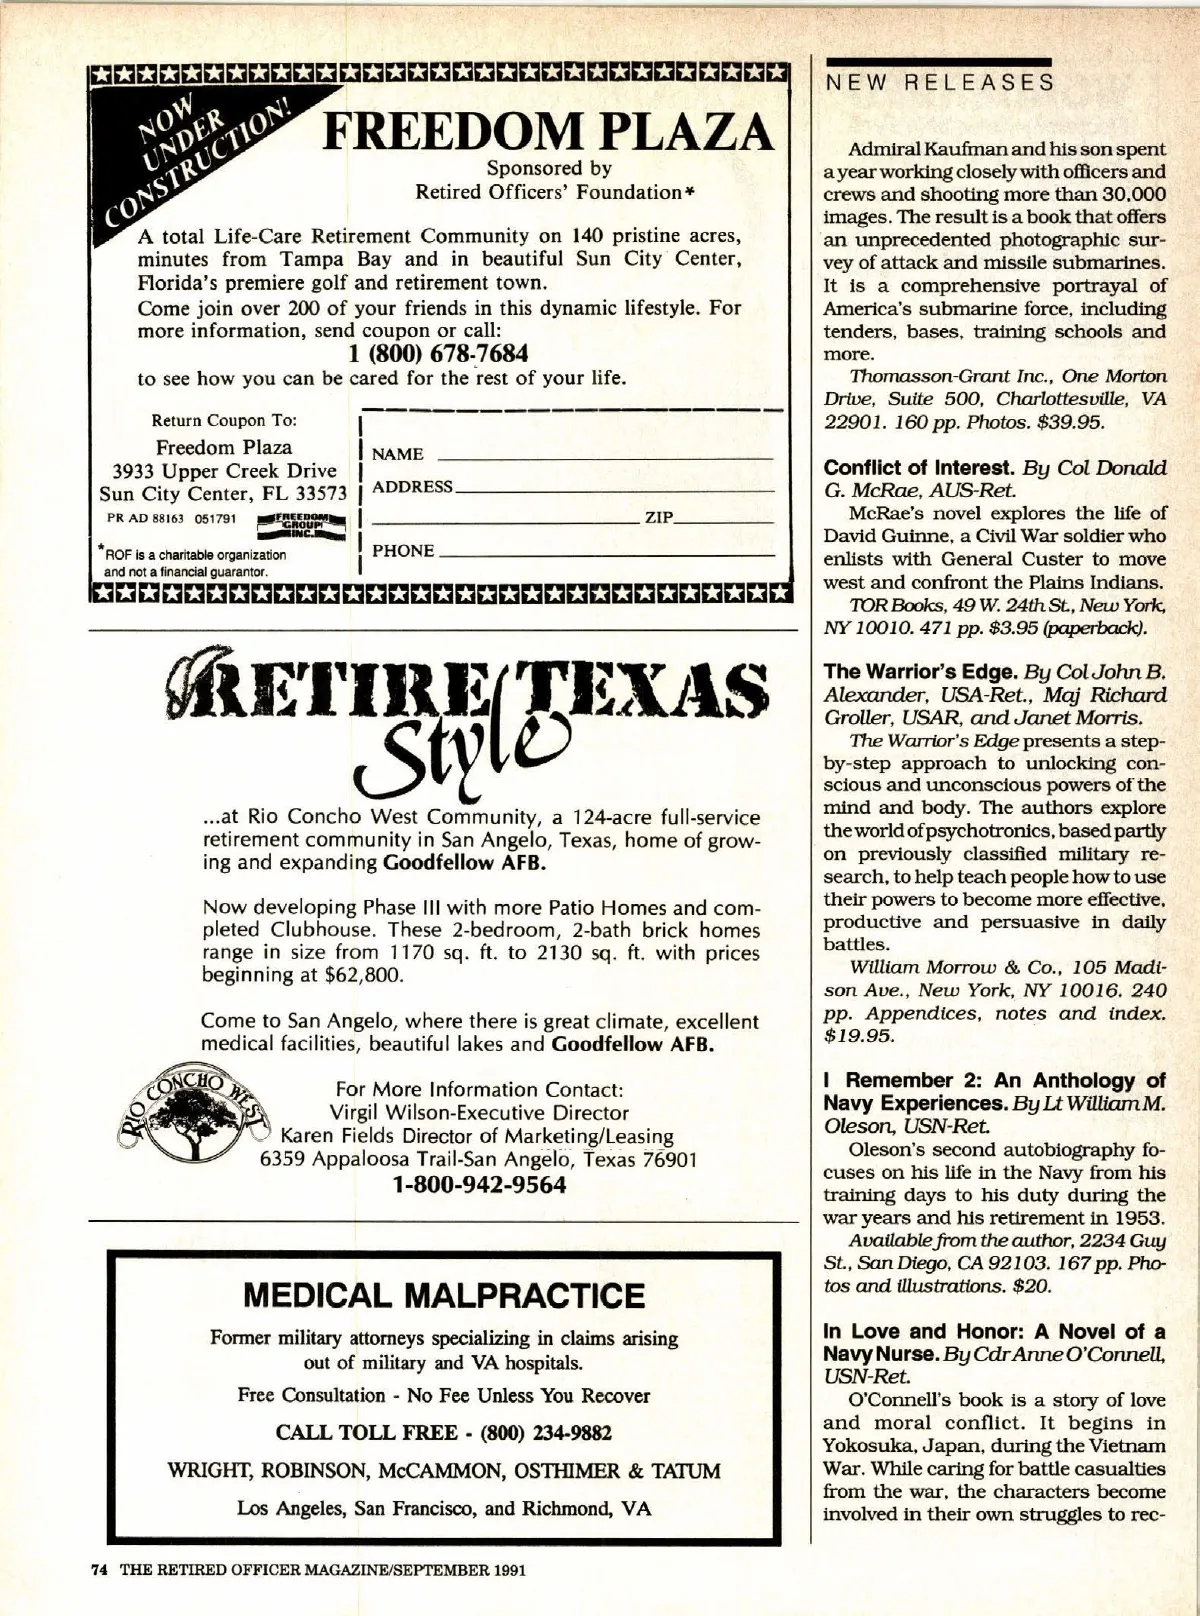 NOW
UNDER
CONSTRUCTION!
FREEDOM PLAZA
Sponsored by
Retired Officers' Foundation*
A total Life-Care Retirement Community on 140 pristine acres,
minutes from Tampa Bay and in beautiful Sun City Center,
Florida's premiere golf and retirement town.
Come join over 200 of your friends in this dynamic lifestyle. For
more information, send coupon or call:
1 (800) 678-7684
to see how you can be cared for the rest of your life.
Return Coupon To:
Freedom Plaza
3933 Upper Creek Drive
Sun City Center, FL 33573
PR AD 88163 051791
FREEDOM
GROUP
INC.
*ROF is a charitable organization
and not a financial guarantor.
NAME
ADDRESS
ZIP
PHONE
RETIRE TEXAS
Style
...at Rio Concho West Community, a 124-acre full-service
retirement community in San Angelo, Texas, home of grow-
ing and expanding Goodfellow AFB.
Now developing Phase III with more Patio Homes and com-
pleted Clubhouse. These 2-bedroom, 2-bath brick homes
range in size from 1170 sq. ft. to 2130 sq. ft. with prices
beginning at $62,800.
Come to San Angelo, where there is great climate, excellent
medical facilities, beautiful lakes and Goodfellow AFB.
RIO CONCHO WEST
For More Information Contact:
Virgil Wilson-Executive Director
Karen Fields Director of Marketing/Leasing
6359 Appaloosa Trail-San Angelo, Texas 76901
1-800-942-9564
MEDICAL MALPRACTICE
Former military attorneys specializing in claims arising
out of military and VA hospitals.
Free Consultation - No Fee Unless You Recover
CALL TOLL FREE - (800) 234-9882
WRIGHT, ROBINSON, McCAMMON, OSTHIMER & TATUM
Los Angeles, San Francisco, and Richmond, VA
NEW RELEASES
Admiral Kaufman and his son spent
a year working closely with officers and
crews and shooting more than 30,000
images. The result is a book that offers
an unprecedented photographic sur-
vey of attack and missile submarines.
It is a comprehensive portrayal of
America's submarine force, including
tenders, bases, training schools and
more.
Thomasson-Grant Inc., One Morton
Drive, Suite 500, Charlottesville, VA
22901. 160 pp. Photos. $39.95.
Conflict of Interest. By Col Donald
G. McRae, AUS-Ret.
McRae's novel explores the life of
David Guinne, a Civil War soldier who
enlists with General Custer to move
west and confront the Plains Indians.
TOR Books, 49 W. 24th St., New York,
NY 10010. 471 pp. $3.95 (paperback).
The Warrior's Edge. By Col John B.
Alexander, USA-Ret., Maj Richard
Groller, USAR, and Janet Morris.
The Warrior's Edge presents a step-
by-step approach to unlocking con-
scious and unconscious powers of the
mind and body. The authors explore
the world of psychotronics, based partly
on previously classified military re-
search, to help teach people how to use
their powers to become more effective,
productive and persuasive in daily
battles.
William Morrow & Co., 105 Madi-
son Ave., New York, NY 10016. 240
pp. Appendices, notes and index.
$19.95.
I Remember 2: An Anthology of
Navy Experiences. By Lt William M.
Oleson, USN-Ret.
Oleson's second autobiography fo-
cuses on his life in the Navy from his
training days to his duty during the
war years and his retirement in 1953.
Available from the author, 2234 Guy
St., San Diego, CA 92103. 167 pp. Pho-
tos and illustrations. $20.
In Love and Honor: A Novel of a
Navy Nurse. By Cdr Anne O'Connell,
USN-Ret.
O'Connell's book is a story of love
and moral conflict. It begins in
Yokosuka, Japan, during the Vietnam
War. While caring for battle casualties
from the war, the characters become
involved in their own struggles to rec-
74 THE RETIRED OFFICER MAGAZINE/SEPTEMBER 1991